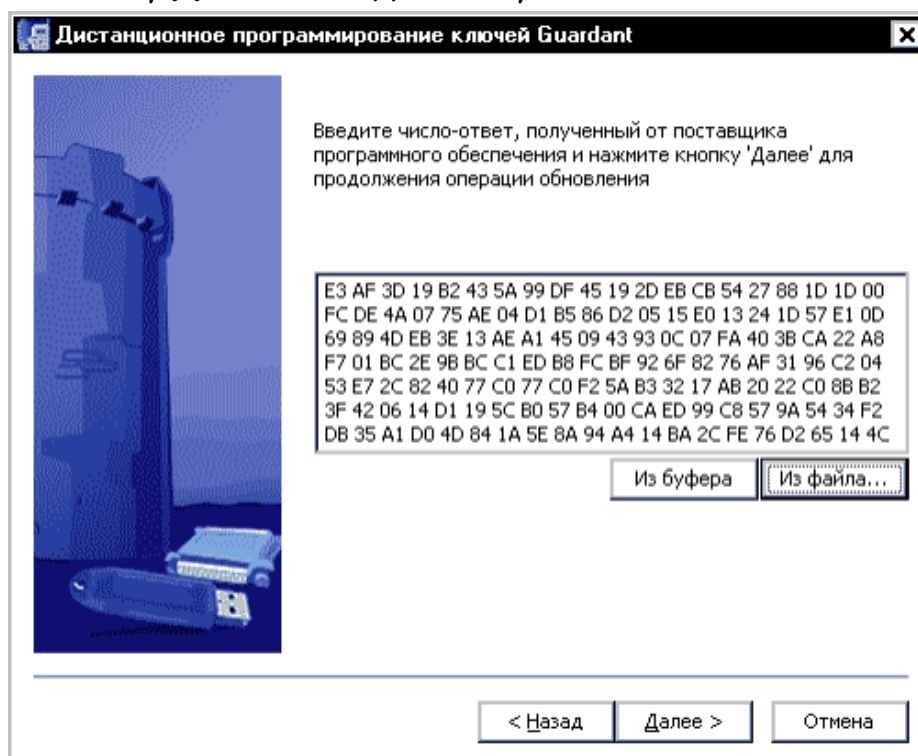 Дистанционное программирование ключей Guardant
Введите число-ответ, полученный от поставщика
программного обеспечения и нажмите кнопку 'Далее' для
продолжения операции обновления
E3 AF 3D 19 B2 43 5A 99 DF 45 19 2D EB CB 54 27 88 1D 1D 00
FC DE 4A 07 75 AE 04 D1 B5 86 D2 05 15 E0 13 24 1D 57 E1 0D
69 89 4D EB 3E 13 AE A1 45 09 43 93 0C 07 FA 40 3B CA 22 A8
F7 01 BC 2E 9B BC C1 ED B8 FC BF 92 6F 82 76 AF 31 96 C2 04
53 E7 2C 82 40 77 C0 77 C0 F2 5A B3 32 17 AB 20 22 C0 8B B2
3F 42 06 14 D1 19 5C B0 57 B4 00 CA ED 99 C8 57 9A 54 34 F2
DB 35 A1 D0 4D 84 1A 5E 8A 94 A4 14 BA 2C FE 76 D2 65 14 4C
Из буфера Из файла...
< Назад Далее > Отмена